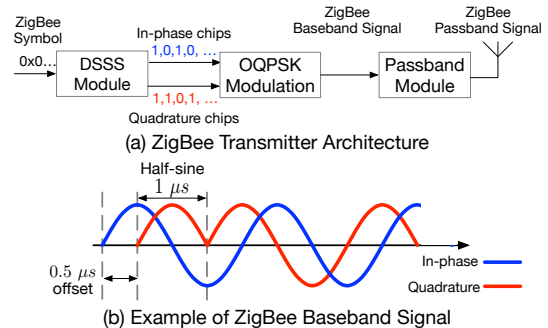 ZigBee Symbol
0x0...
DSSS Module
In-phase chips
1,0,1,0, ...
1,1,0,1, ...
Quadrature chips
OQPSK Modulation
ZigBee Baseband Signal
Passband Module
ZigBee Passband Signal
(a) ZigBee Transmitter Architecture
Half-sine
1 μs
0.5 μs
offset
In-phase
Quadrature
(b) Example of ZigBee Baseband Signal